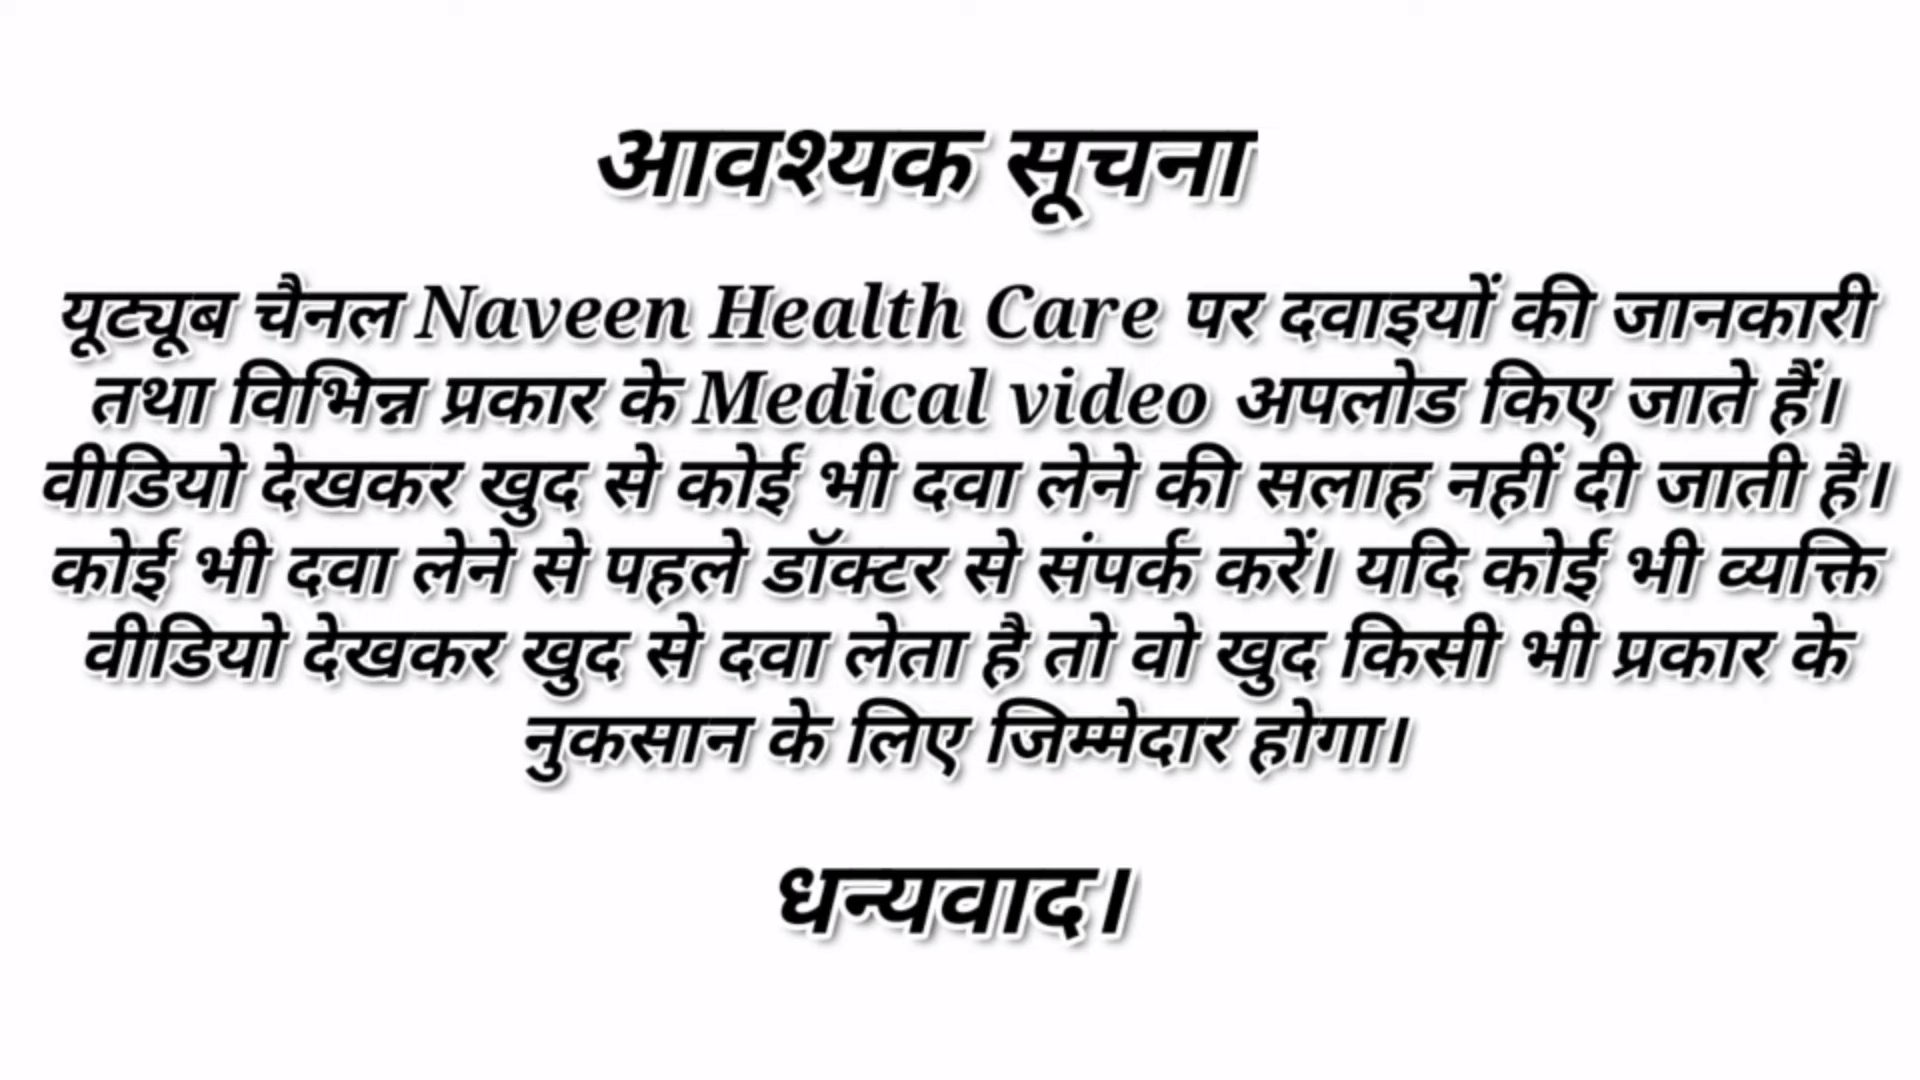 आवश्यक सूचना
यूट्यूब चैनल Naveen Health Care पर दवाइयों की जानकारी
तथा विभिन्न प्रकार के Medical video अपलोड किए जाते हैं।
वीडियो देखकर खुद से कोई भी दवा लेने की सलाह नहीं दी जाती है।
कोई भी दवा लेने से पहले डॉक्टर से संपर्क करें। यदि कोई भी व्यक्ति
वीडियो देखकर खुद से दवा लेता है तो वो खुद किसी भी प्रकार के
नुकसान के लिए जिम्मेदार होगा।
धन्यवाद।